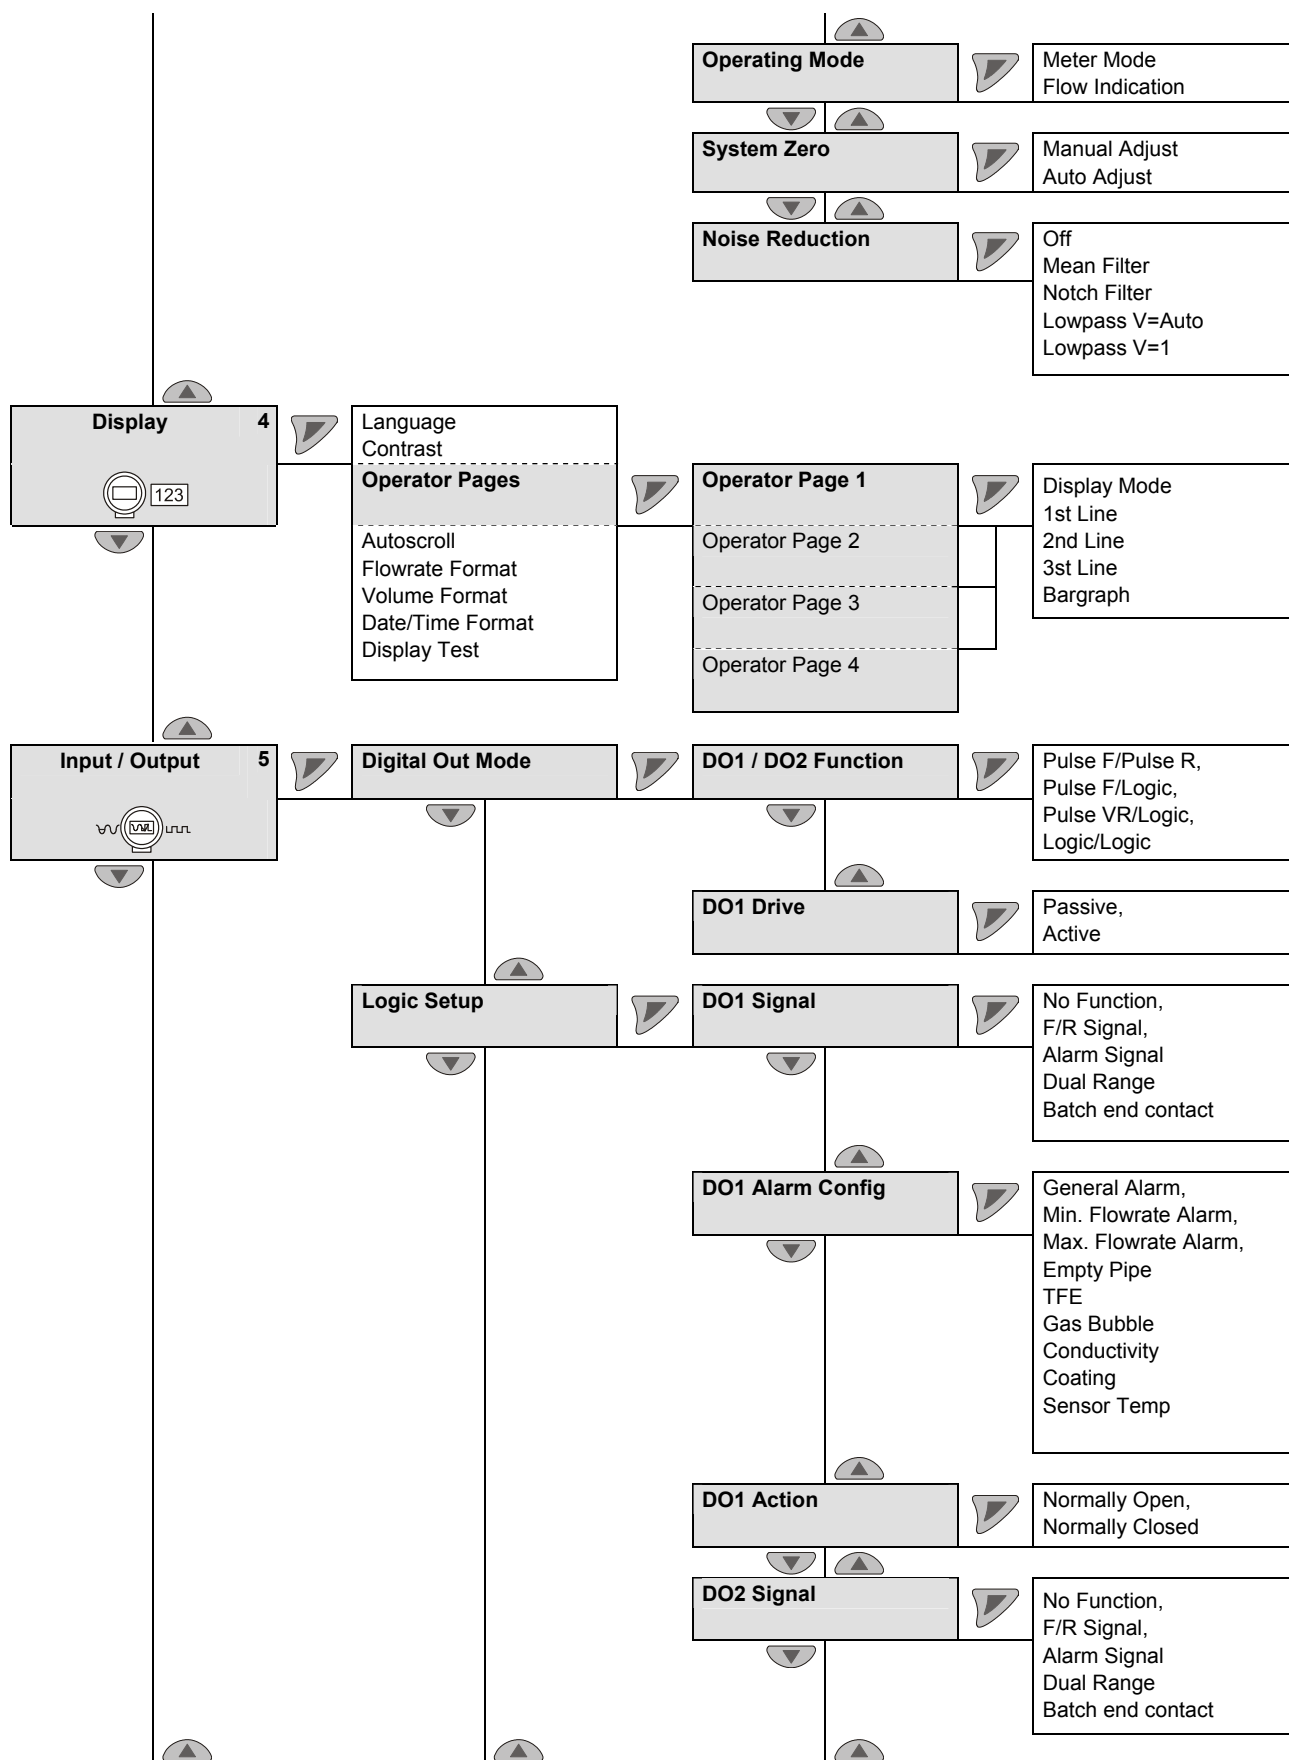 Operating Mode
Meter Mode
Flow Indication
System Zero
Manual Adjust
Auto Adjust
Noise Reduction
Off
Mean Filter
Notch Filter
Lowpass V=Auto
Lowpass V=1
Display 4
123
Language
Contrast
Operator Pages
Autoscroll
Flowrate Format
Volume Format
Date/Time Format
Display Test
Operator Page 1
Operator Page 2
Operator Page 3
Operator Page 4
Display Mode
1st Line
2nd Line
3st Line
Bargraph
Input / Output 5
Digital Out Mode
DO1 / DO2 Function
Pulse F/Pulse R,
Pulse F/Logic,
Pulse VR/Logic,
Logic/Logic
DO1 Drive
Passive,
Active
Logic Setup
DO1 Signal
No Function,
F/R Signal,
Alarm Signal
Dual Range
Batch end contact
DO1 Alarm Config
General Alarm,
Min. Flowrate Alarm,
Max. Flowrate Alarm,
Empty Pipe
TFE
Gas Bubble
Conductivity
Coating
Sensor Temp
DO1 Action
Normally Open,
Normally Closed
DO2 Signal
No Function,
F/R Signal,
Alarm Signal
Dual Range
Batch end contact